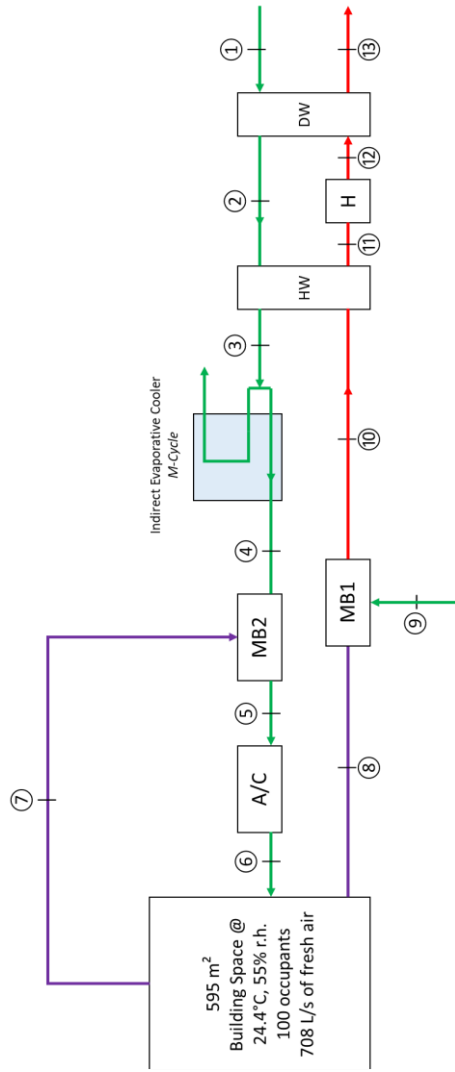 595 m²
Building Space @
24.4°C, 55% r.h.
100 occupants
708 L/s of fresh air
7
6
A/C
5
MB2
4
Indirect Evaporative Cooler
M-Cycle
3
HW
2
DW
1
8
MB1
9
10
11
H
12
13